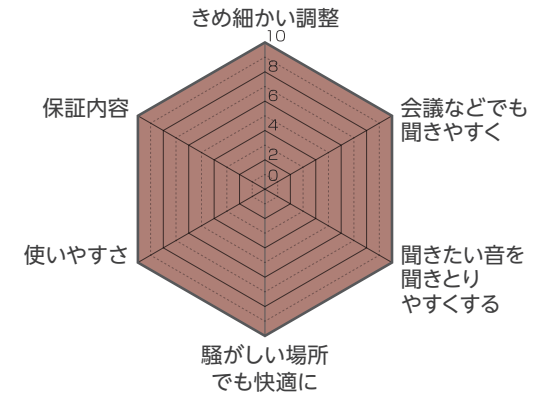 きめ細かい調整
10
8
6
4
2
0
保証内容
会議などでも
聞きやすく
使いやすさ
聞きたい音を
聞きとり
やすくする
騒がしい場所
でも快適に